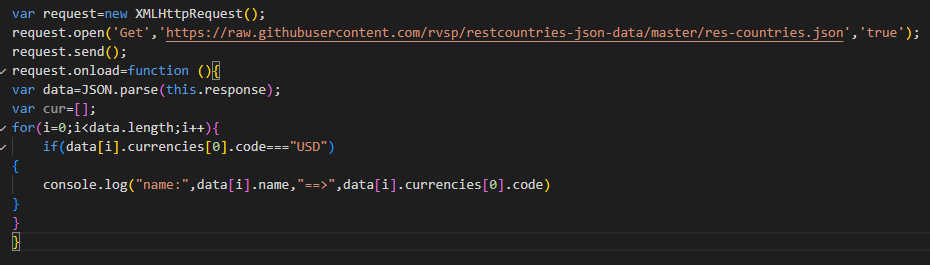 var request=new XMLHttpRequest();
request.open('Get','https://raw.githubusercontent.com/rvsp/restcountries-json-data/master/res-countries.json','true');
request.send();
request.onload=function (){
var data=JSON.parse(this.response);
var cur=[];
for(i=0;i<data.length;i++){
    if(data[i].currencies[0].code==="USD")
{
    console.log("name:",data[i].name,"==>",data[i].currencies[0].code)
}
}
}